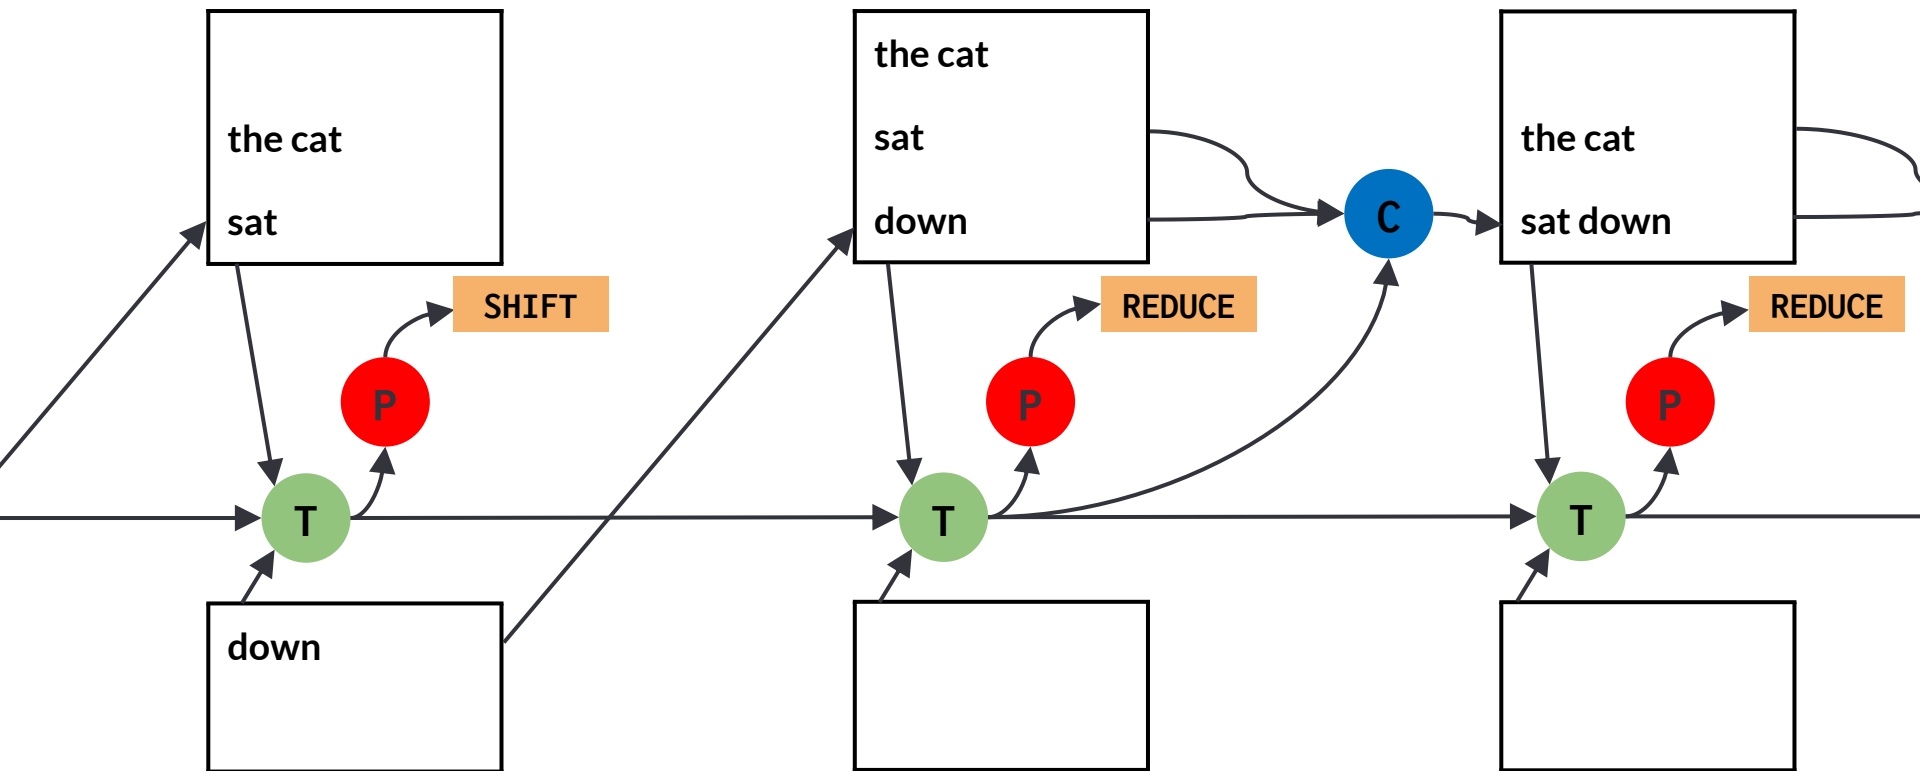 the cat
sat
SHIFT
P
T
down
the cat
sat
down
C
REDUCE
P
T
the cat
sat down
REDUCE
P
T